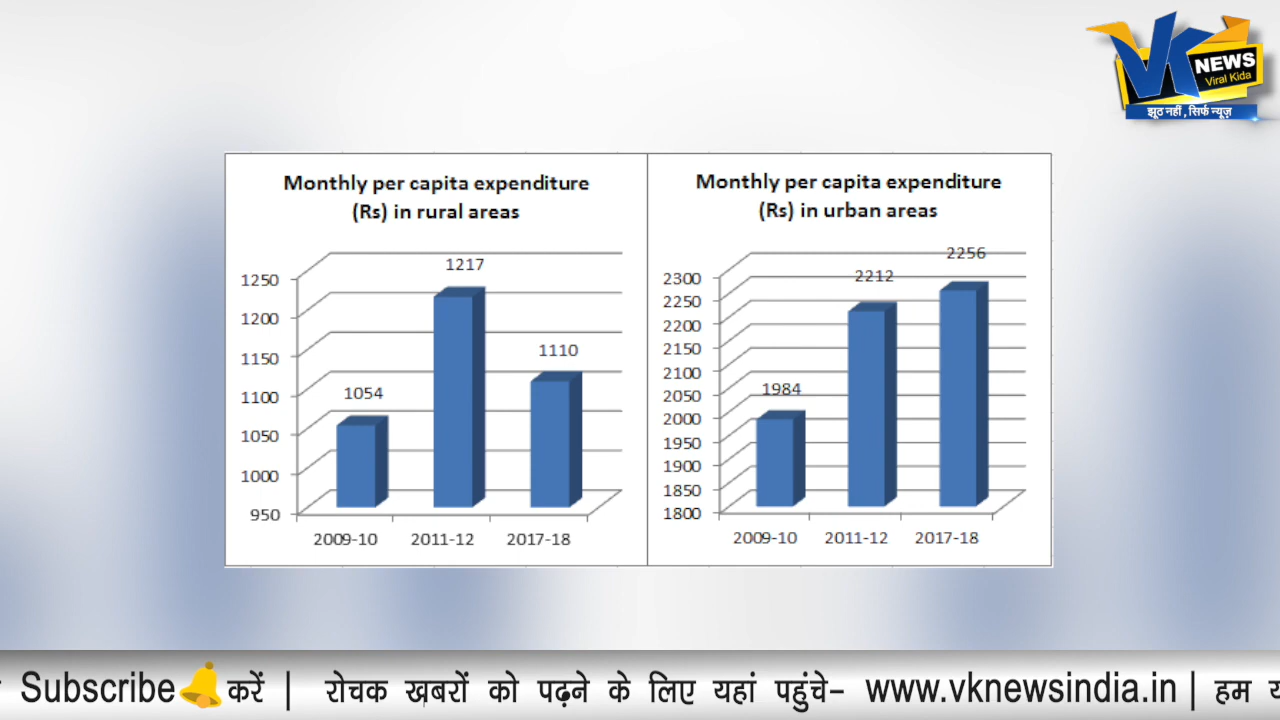 VK
NEWS
Viral Kida
झूठ नहीं, सिर्फ न्यूज़
Monthly per capita expenditure
(Rs) in rural areas
1250
1200
1150
1100
1050
1000
950
1054
1217
1110
2009-10 2011-12 2017-18
Monthly per capita expenditure
(Rs) in urban areas
2300
2250
2200
2150
2100
2050
2000
1950
1900
1850
1800
1984
2212
2256
2009-10 2011-12 2017-18
Subscribe करें | रोचक ख़बरों को पढ़ने के लिए यहां पहुंचे- www.vknewsindia.in | हम